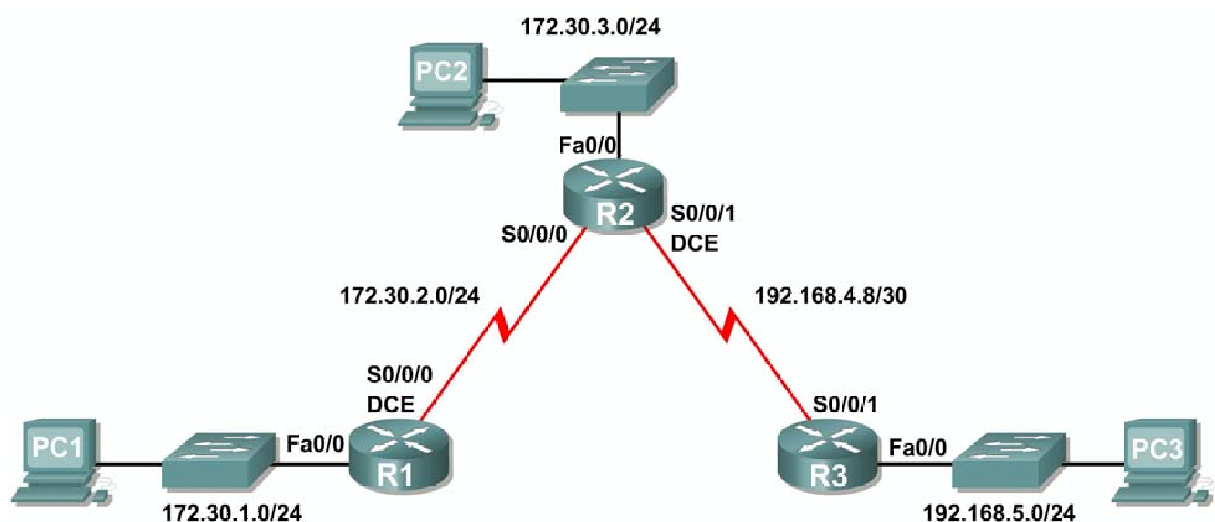 172.30.3.0/24
PC2
Fa0/0
R2
S0/0/1
DCE
S0/0/0
172.30.2.0/24
192.168.4.8/30
S0/0/0
DCE
S0/0/1
PC1
Fa0/0
R1
R3
Fa0/0
PC3
172.30.1.0/24
192.168.5.0/24